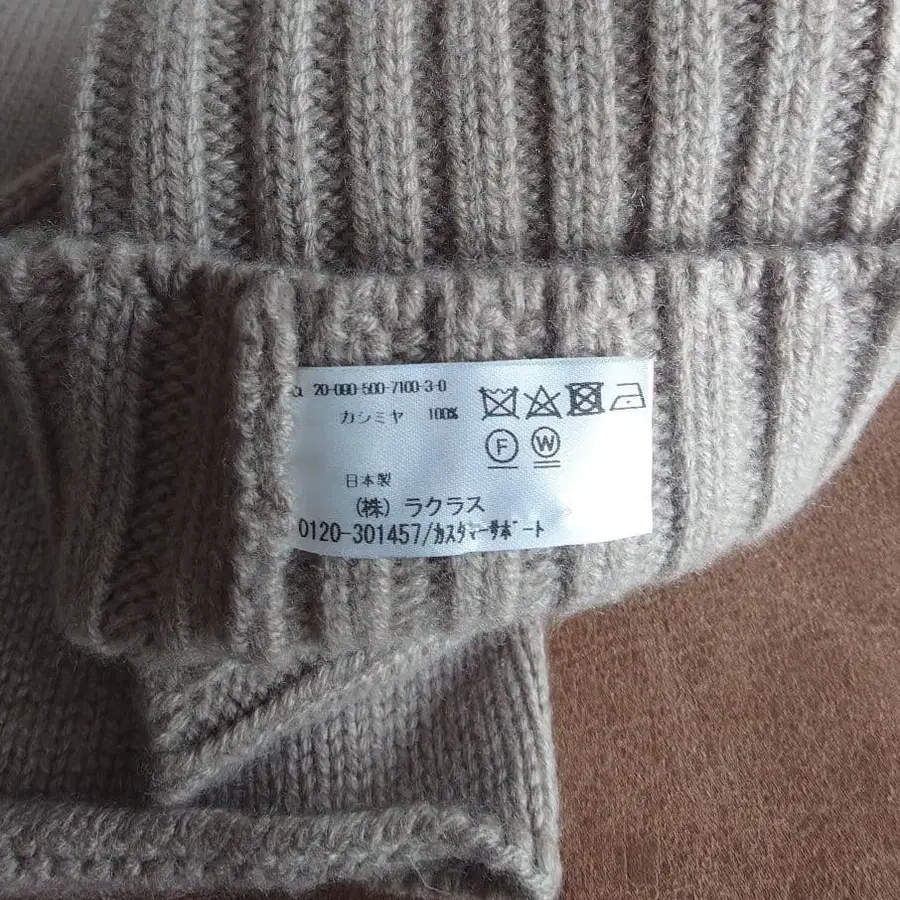 20-080-500-7100-3-0
カシミヤ 100%
F W
日本製
(株) ラクラス
0120-301457/カスタマーサポート